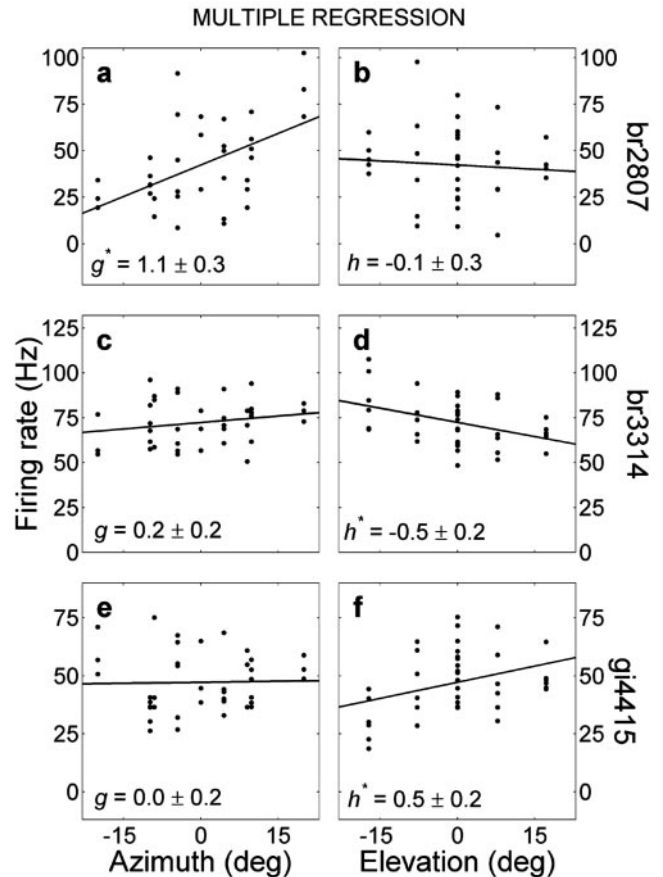 MULTIPLE REGRESSION
a
b
100
75
50
25
0
100
75
50
25
0
g* = 1.1 ± 0.3
h = -0.1 ± 0.3
br2807
c
d
125
100
75
50
25
0
125
100
75
50
25
0
g = 0.2 ± 0.2
h* = -0.5 ± 0.2
br3314
Firing rate (Hz)
e
f
75
50
25
0
75
50
25
0
g = 0.0 ± 0.2
h* = 0.5 ± 0.2
gi4415
-15 0 15
-15 0 15
Azimuth (deg)
Elevation (deg)